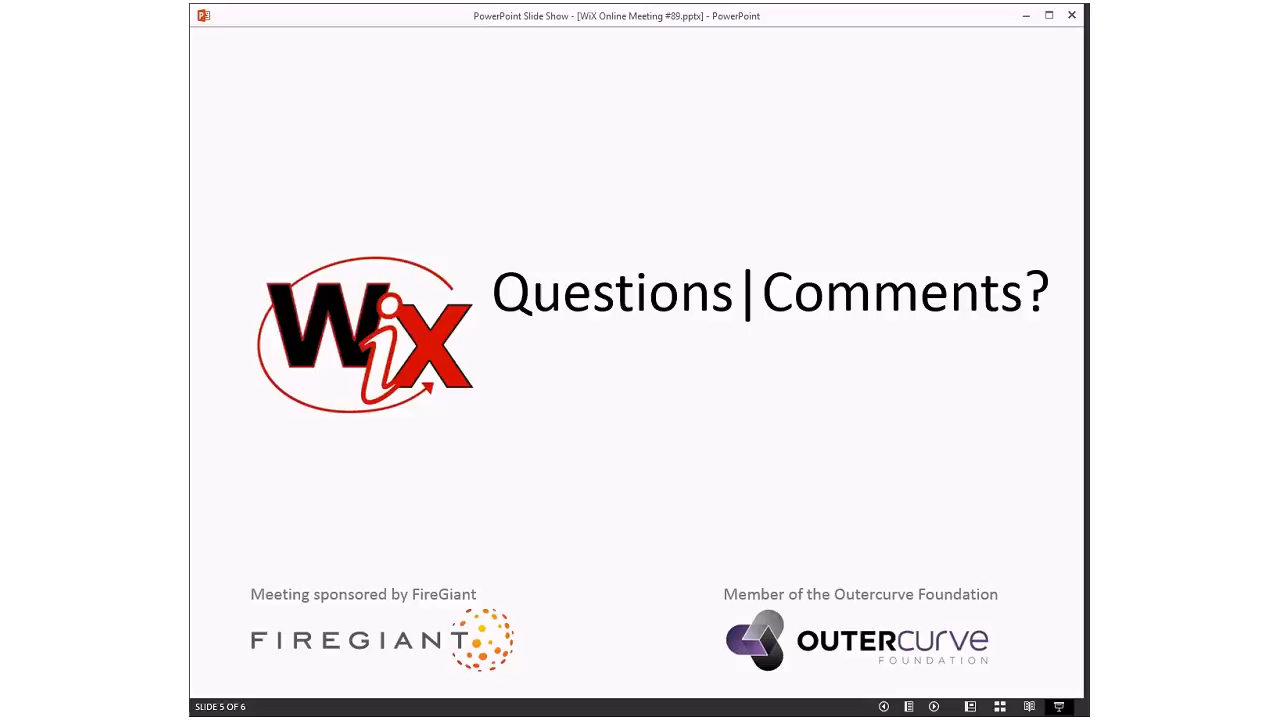 PowerPoint Slide Show - [WiX Online Meeting #89.pptx] - PowerPoint
WiX
Questions|Comments?
Meeting sponsored by FireGiant
FIREGIANT
Member of the Outercurve Foundation
OUTERCURVE
FOUNDATION
SLIDE 5 OF 6